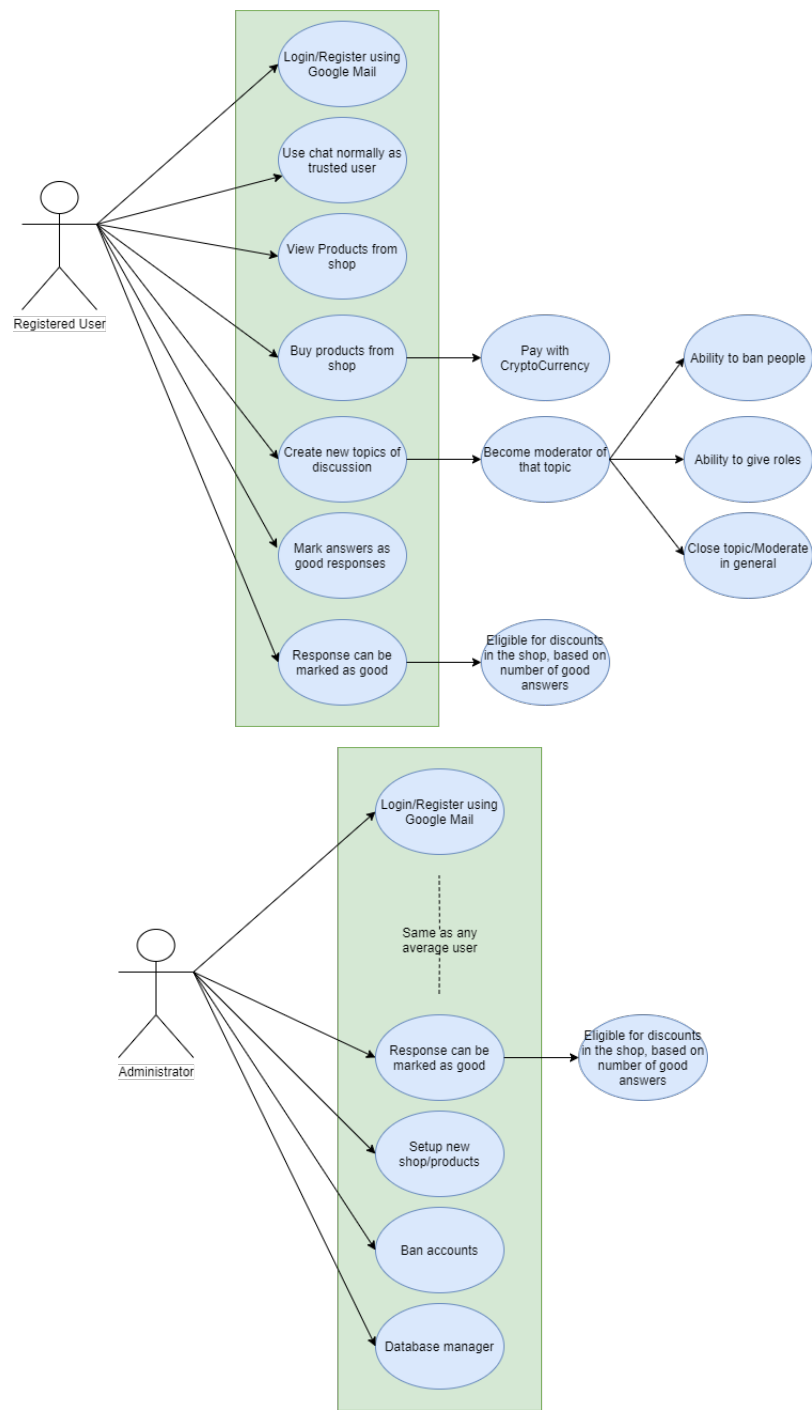 Login/Register using
Google Mail
Use chat normally as
trusted user
View Products from
shop
Registered User
Buy products from
shop
Pay with
CryptoCurrency
Ability to ban people
Create new topics of
discussion
Become moderator of
that topic
Ability to give roles
Mark answers as
good responses
Close topic/Moderate
in general
Response can be
marked as good
Eligible for discounts
in the shop, based on
number of good
answers
Login/Register using
Google Mail
Same as any
average user
Administrator
Response can be
marked as good
Eligible for discounts
in the shop, based on
number of good
answers
Setup new
shop/products
Ban accounts
Database manager